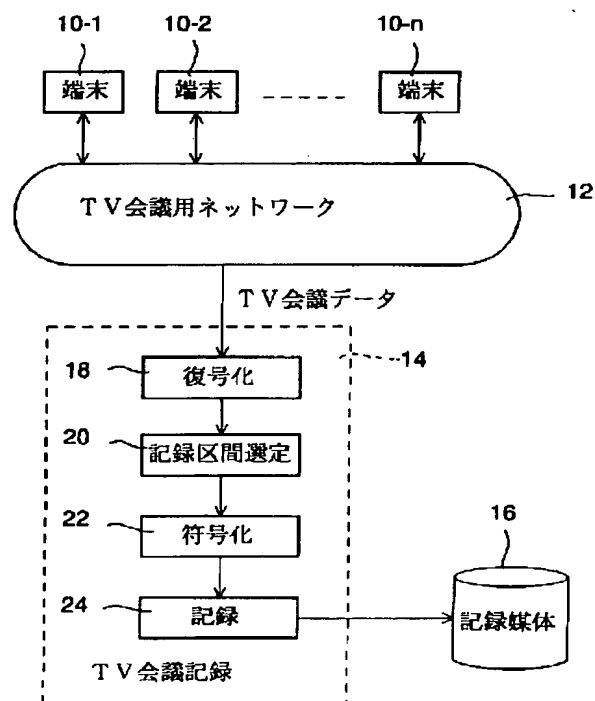 10-1 10-2 10-n
端末 端末 端末
TV会議用ネットワーク
12
TV会議データ
14
18
復号化
20
記録区間選定
22
符号化
16
24
記録
記録媒体
TV会議記録